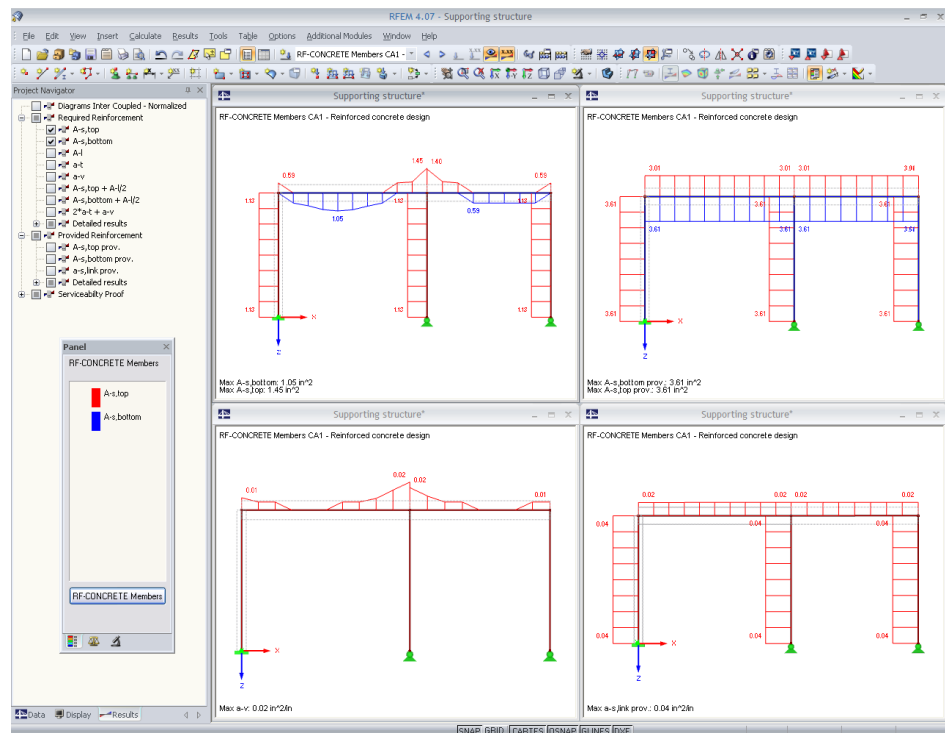 RFEM 4.07 - Supporting structure
File Edit View Insert Calculate Results Tools Table Options Additional Modules Window Help
RF-CONCRETE Members CA1 -
Project Navigator
Diagrams Inter Coupled - Normalized
Required Reinforcement
A-s,top
A-s,bottom
A-l
a-t
a-v
A-s,top + A-l/2
A-s,bottom + A-l/2
2*a-t + a-v
Detailed results
Provided Reinforcement
A-s,top prov.
A-s,bottom prov.
a-s,link prov.
Detailed results
Serviceabilty Proof
Panel
RF-CONCRETE Members
A-s,top
A-s,bottom
RF-CONCRETE Members
Data Display Results
Supporting structure*
RF-CONCRETE Members CA1 - Reinforced concrete design
1.45 1.40
0.59 0.59
1.12 1.12 1.12
1.05 0.59
1.12 1.12 1.12
X
Z
Max A-s,bottom: 1.05 in^2
Max A-s,top: 1.45 in^2
Supporting structure*
RF-CONCRETE Members CA1 - Reinforced concrete design
3.01 3.01 3.01
3.61 3.61 3.61
3.61 3.61 3.61 3.61
3.61 3.61 3.61
X
Z
Max A-s,bottom prov.: 3.61 in^2
Max A-s,top prov.: 3.61 in^2
Supporting structure*
RF-CONCRETE Members CA1 - Reinforced concrete design
0.02 0.02
0.01 0.01
X
Z
Max a-v: 0.02 in^2/in
Supporting structure*
RF-CONCRETE Members CA1 - Reinforced concrete design
0.02 0.02 0.02 0.02
0.04 0.04 0.04
0.04 0.04 0.04
X
Z
Max a-s,link prov.: 0.04 in^2/in
SNAP GRID CARTES OSNAP GLINES DXF